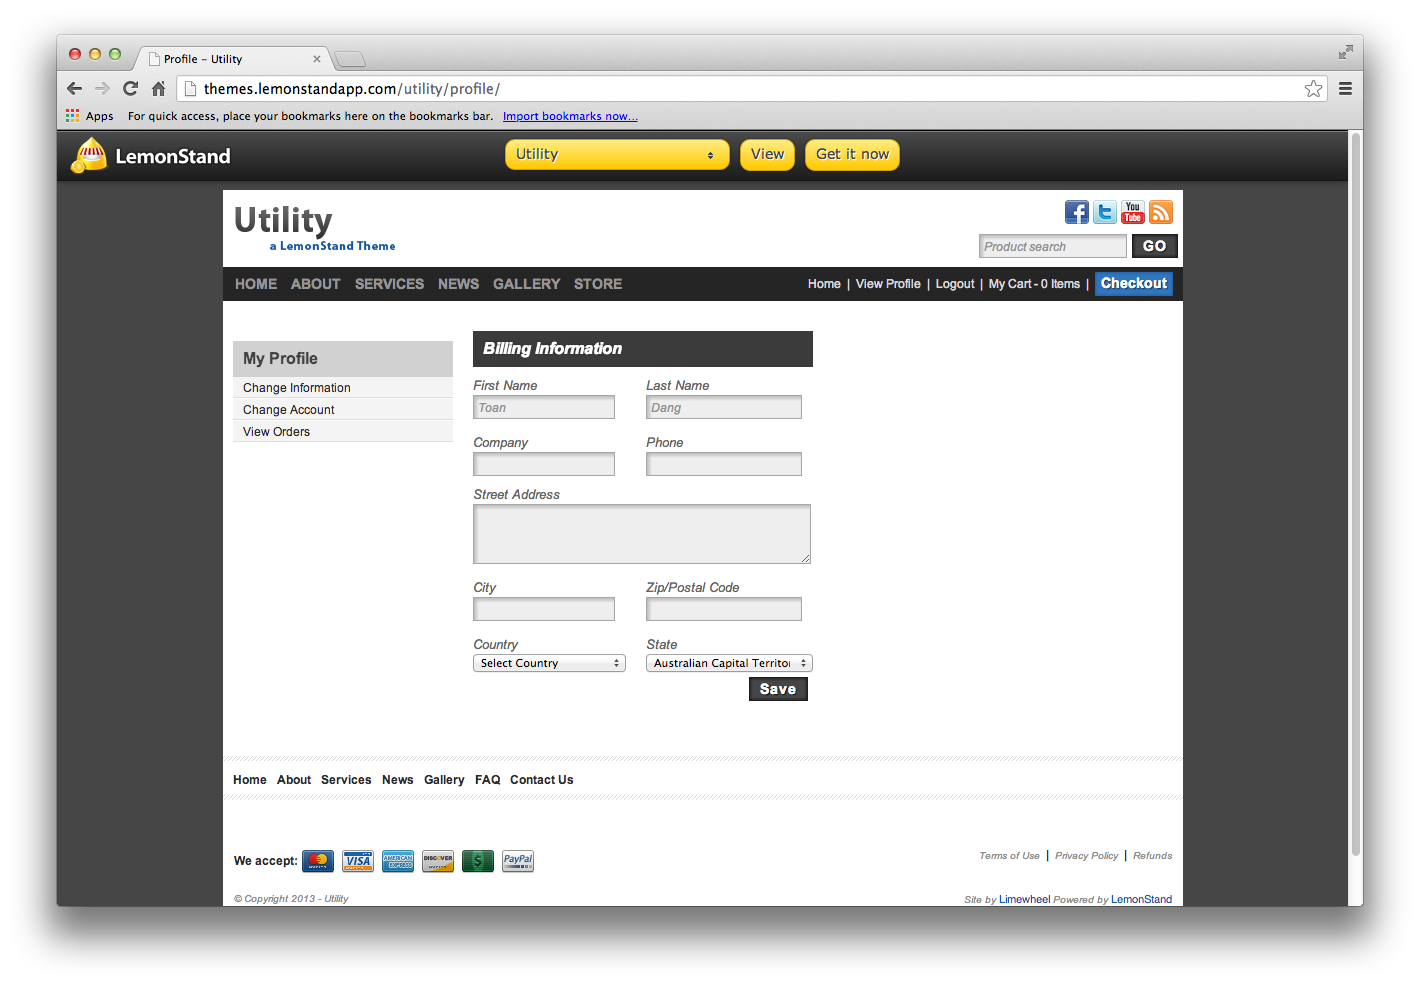 Profile – Utility
themes.lemonstandapp.com/utility/profile/
Apps For quick access, place your bookmarks here on the bookmarks bar. Import bookmarks now...
LemonStand
Utility View Get it now
Utility
a LemonStand Theme
You
Tube
Product search GO
HOME ABOUT SERVICES NEWS GALLERY STORE
Home | View Profile | Logout | My Cart - 0 Items | Checkout
My Profile
Change Information
Change Account
View Orders
Billing Information
First Name Last Name
Toan Dang
Company Phone
Street Address
City Zip/Postal Code
Country State
Select Country Australian Capital Territor
Save
Home About Services News Gallery FAQ Contact Us
We accept: VISA AMERICAN EXPRESS DISCOVER $ PayPal
Terms of Use | Privacy Policy | Refunds
© Copyright 2013 - Utility
Site by Limewheel Powered by LemonStand